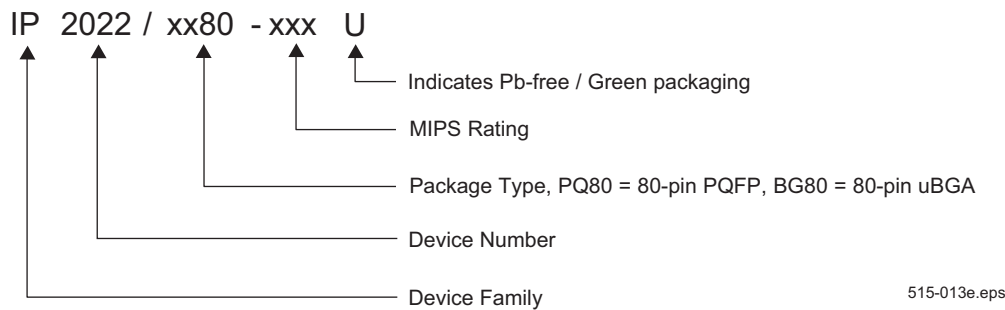 IP 2022 / xx80 - xxx U
Indicates Pb-free / Green packaging
MIPS Rating
Package Type, PQ80 = 80-pin PQFP, BG80 = 80-pin uBGA
Device Number
Device Family
515-013e.eps